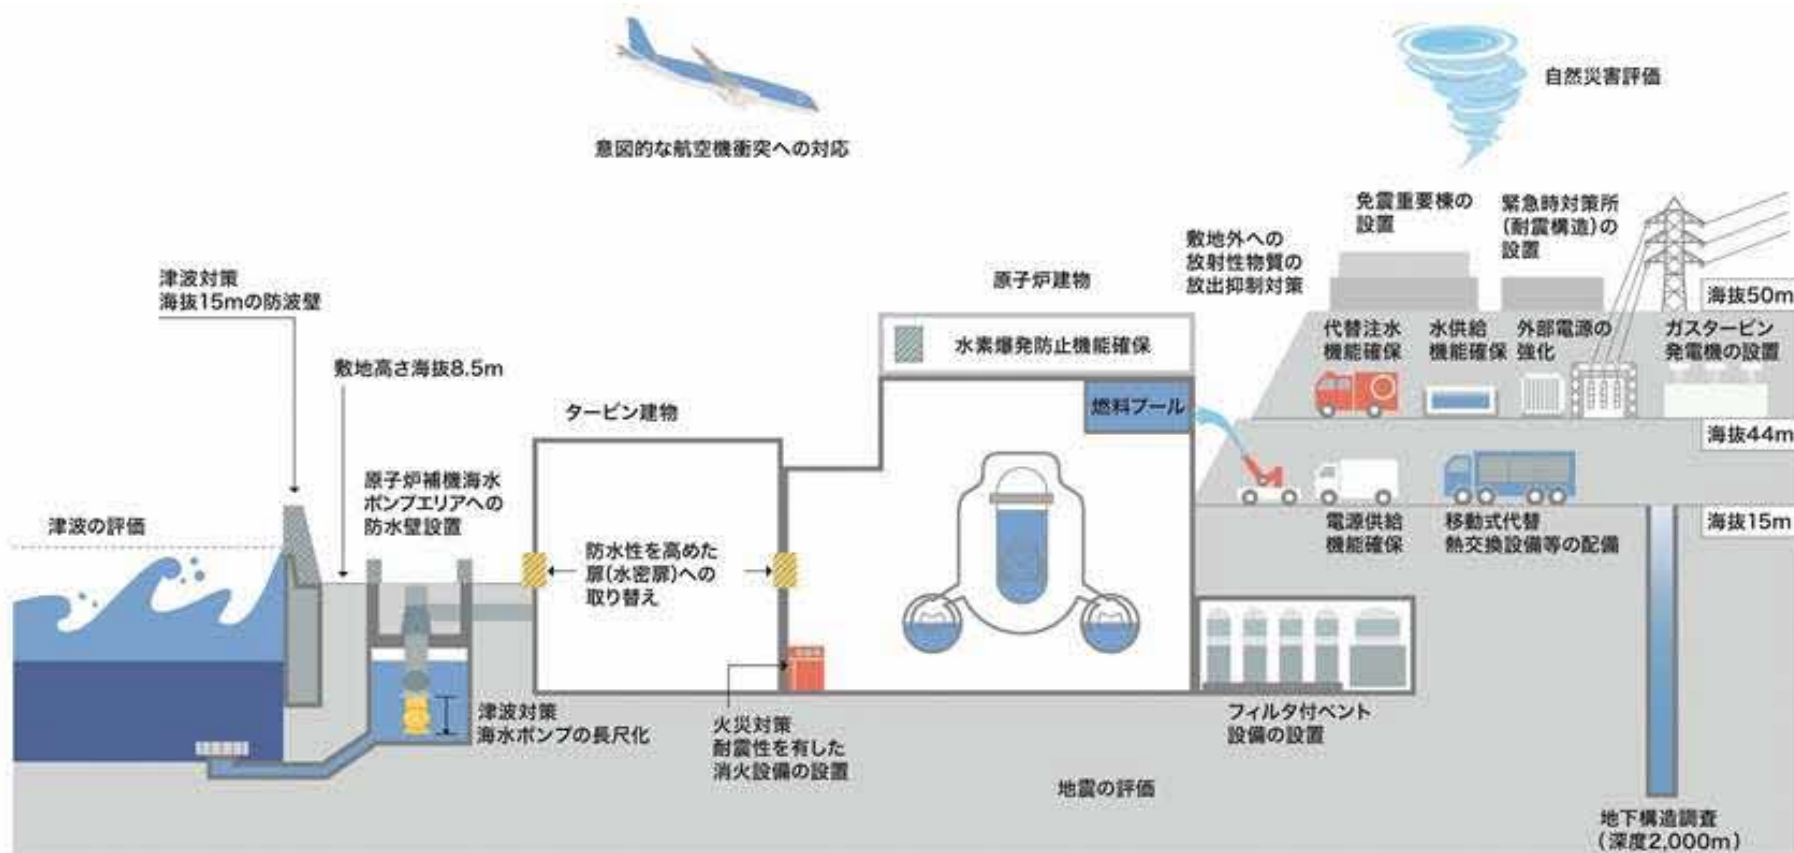 自然災害評価
意図的な航空機衝突への対応
免震重要棟の
設置
緊急時対策所
(耐震構造)の
設置
敷地外への
放射性物質の
放出抑制対策
津波対策
海抜15mの防波壁
原子炉建物
海抜50m
代替注水
機能確保
水供給
機能確保
外部電源の
強化
ガスタービン
発電機の設置
水素爆発防止機能確保
敷地高さ海抜8.5m
タービン建物
燃料プール
海抜44m
原子炉補機海水
ポンプエリアへの
防水壁設置
津波の評価
海抜15m
電源供給
機能確保
移動式代替
熱交換設備等の配備
防水性を高めた
扉(水密扉)への
取り替え
津波対策
海水ポンプの長尺化
火災対策
耐震性を有した
消火設備の設置
フィルタ付ベント
設備の設置
地震の評価
地下構造調査
(深度2,000m)